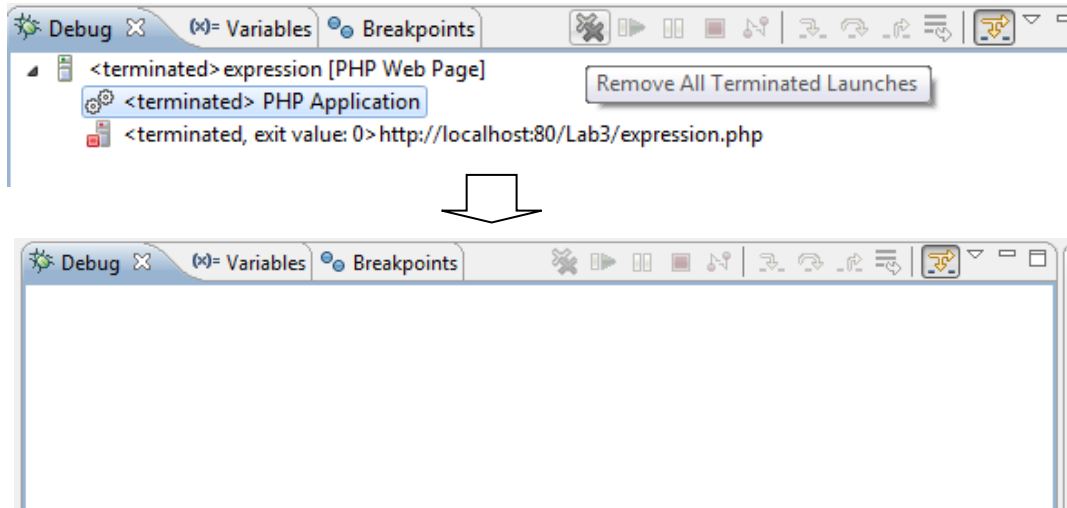 Debug (x)= Variables Breakpoints
<terminated>expression [PHP Web Page]
Remove All Terminated Launches
<terminated> PHP Application
<terminated, exit value: 0>http://localhost:80/Lab3/expression.php
Debug (x)= Variables Breakpoints